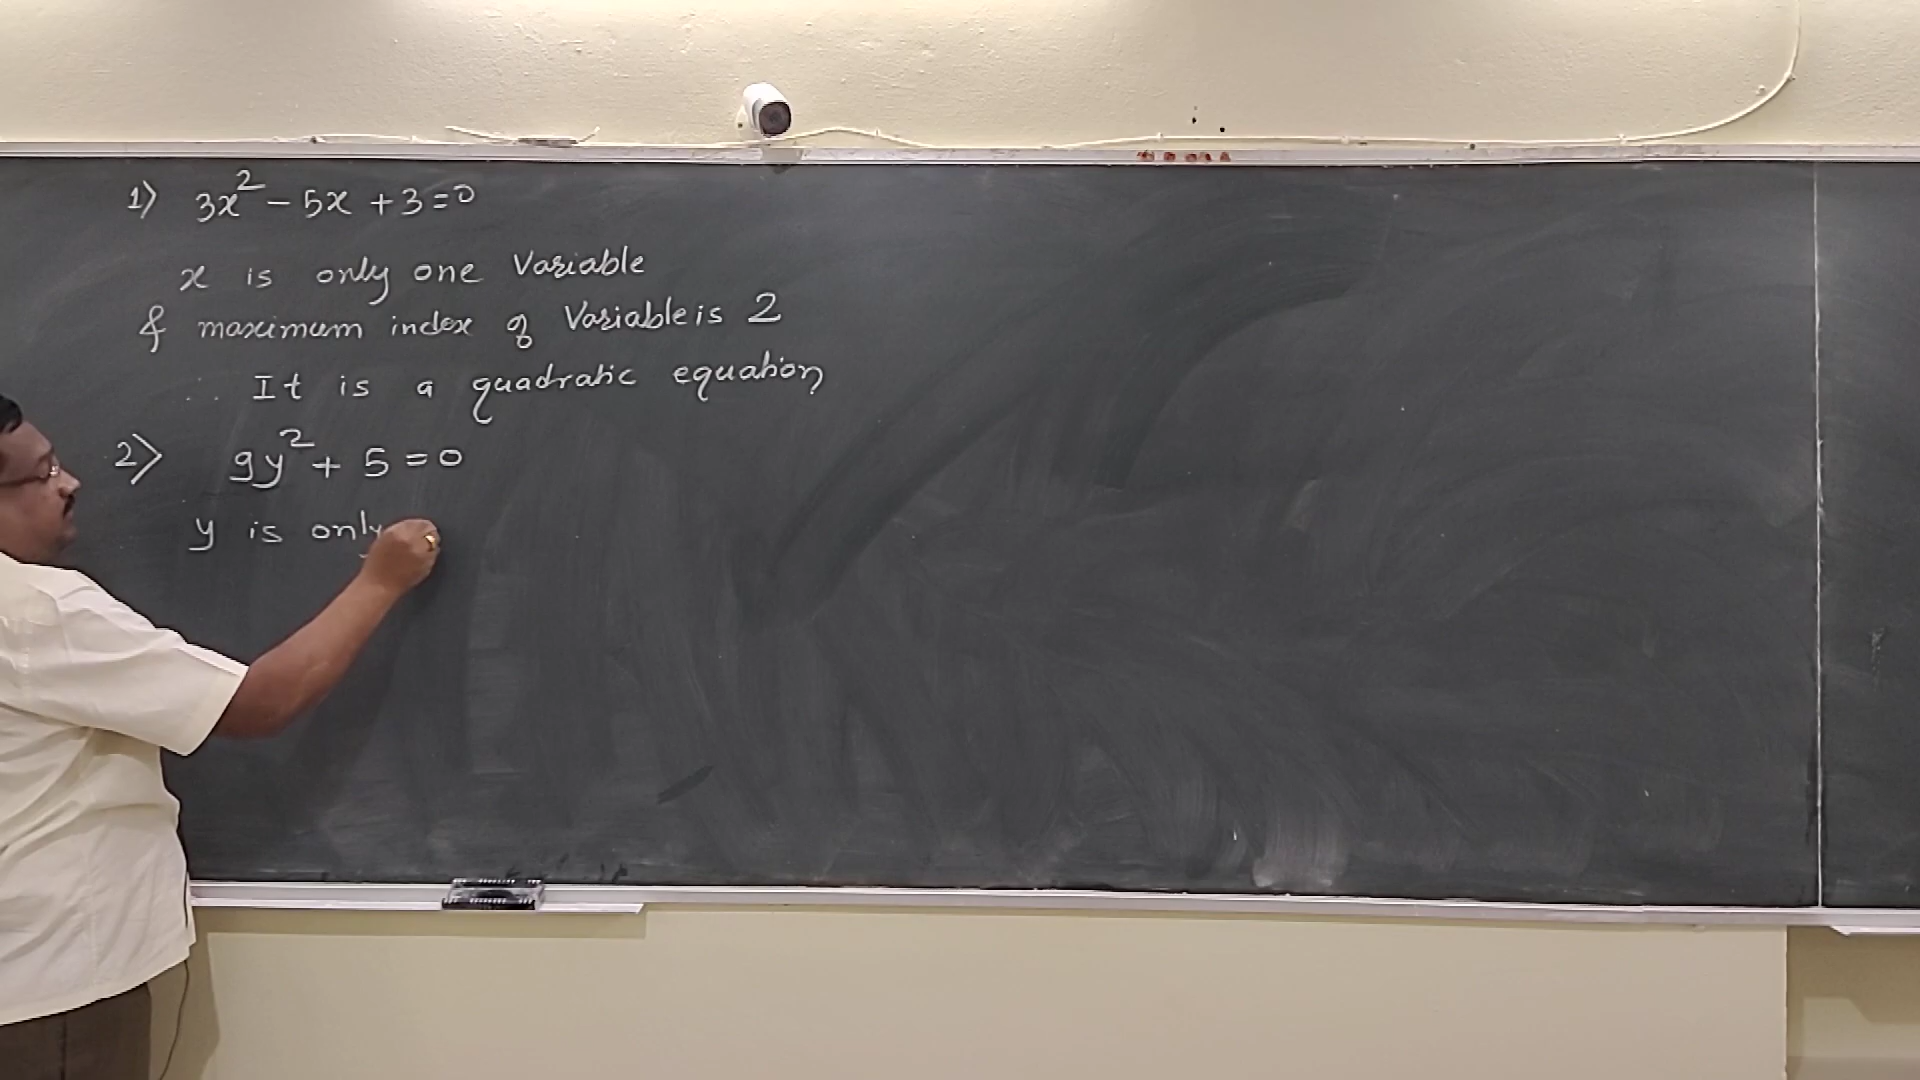 1) 3x² - 5x + 3 = 0
x is only one Variable
& maximum index of Variable is 2
∴ It is a quadratic equation
2) 9y² + 5 = 0
y is only